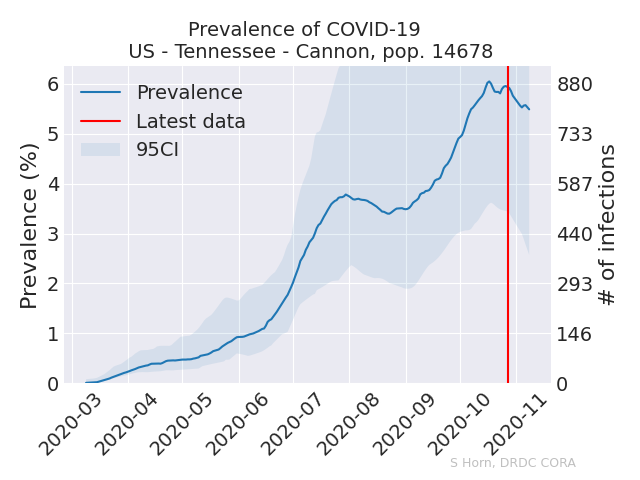 Prevalence of COVID-19
US - Tennessee - Cannon, pop. 14678
Prevalence
Latest data
95CI
Prevalence (%)
6
5
4
3
2
1
0
880
733
587
440
293
146
0
# of infections
2020-03
2020-04
2020-05
2020-06
2020-07
2020-08
2020-09
2020-10
2020-11
S Horn, DRDC CORA